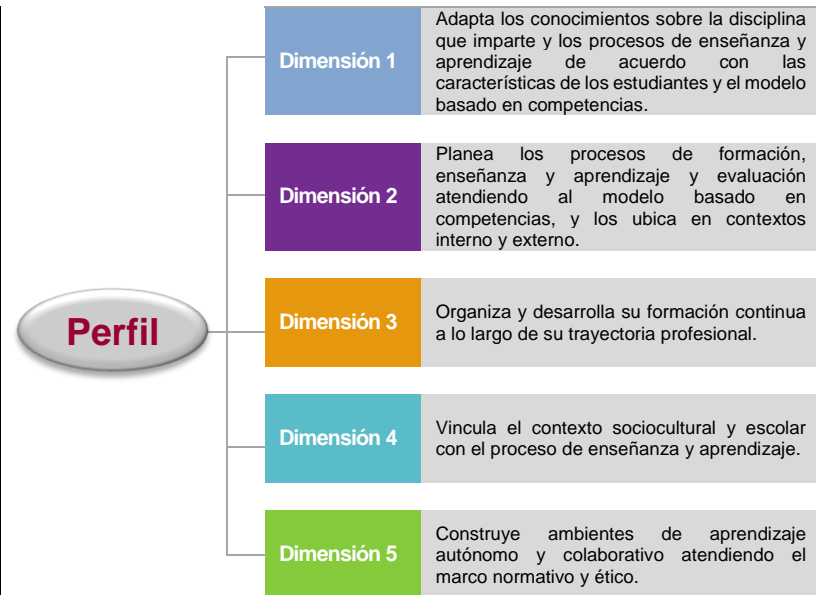 Perfil
Dimensión 1
Adapta los conocimientos sobre la disciplina
que imparte y los procesos de enseñanza y
aprendizaje de acuerdo con las
características de los estudiantes y el modelo
basado en competencias.
Dimensión 2
Planea los procesos de formación,
enseñanza y aprendizaje y evaluación
atendiendo al modelo basado en
competencias, y los ubica en contextos
interno y externo.
Dimensión 3
Organiza y desarrolla su formación continua
a lo largo de su trayectoria profesional.
Dimensión 4
Vincula el contexto sociocultural y escolar
con el proceso de enseñanza y aprendizaje.
Dimensión 5
Construye ambientes de aprendizaje
autónomo y colaborativo atendiendo el
marco normativo y ético.